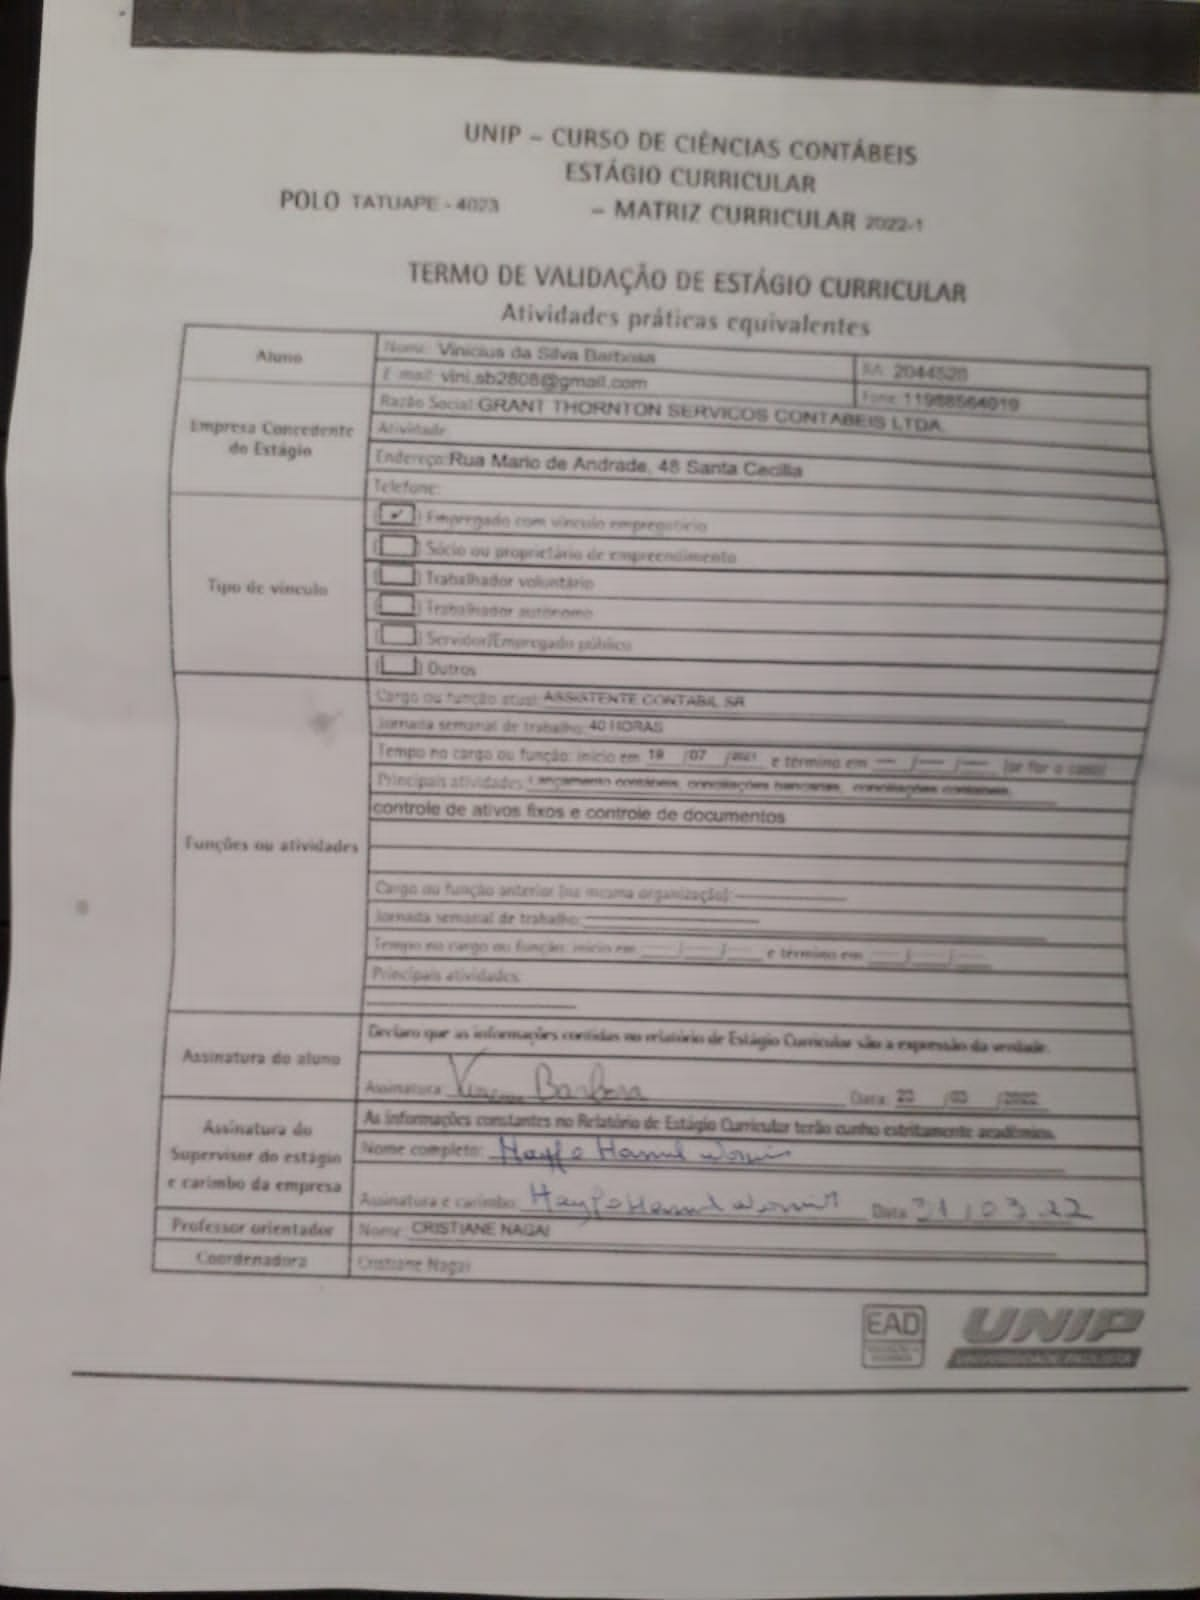 UNIP – CURSO DE CIÊNCIAS CONTÁBEIS
ESTÁGIO CURRICULAR
POLO TATUAPE - 4023 – MATRIZ CURRICULAR 2022-1
TERMO DE VALIDAÇÃO DE ESTÁGIO CURRICULAR
Atividades práticas equivalentes
Aluno
Nome: Vinicius da Silva Barbosa
RA: 2044528
E-mail: vini.sb2808@gmail.com
Fone: 11988564019
Empresa Concedente
do Estágio
Razão Social: GRANT THORNTON SERVICOS CONTABEIS LTDA.
Atividade:
Endereço: Rua Mario de Andrade, 48 Santa Cecilia
Telefone:
Tipo de vínculo
(✓) Empregado com vínculo empregatício
( ) Sócio ou proprietário de empreendimento
( ) Trabalhador voluntário
( ) Trabalhador autônomo
( ) Servidor/Empregado público
( ) Outros
Funções ou atividades
Cargo ou função atual: ASSISTENTE CONTABIL SR
Jornada semanal de trabalho: 40 HORAS
Tempo no cargo ou função: início em 19 /07 /2021 e término em __/__/__ (se for o caso)
Principais atividades: Lançamento contábeis, conciliações bancarias, conciliações contabeis,
controle de ativos fixos e controle de documentos
Cargo ou função anterior (na mesma organização):
Jornada semanal de trabalho:
Tempo no cargo ou função: início em __/__/__ e término em __/__/__
Principais atividades:
Assinatura do aluno
Declaro que as informações contidas no relatório de Estágio Curricular são a expressão da verdade.
Assinatura: Barbosa Data: 23 /03 /2022
Assinatura do
Supervisor do estágio
e carimbo da empresa
As informações constantes no Relatório de Estágio Curricular terão cunho estritamente acadêmico.
Nome completo:
Assinatura e carimbo: Data 31/03/22
Professor orientador
Nome: CRISTIANE NAGAI
Coordenadora
Cristiane Nagai
EAD
UNIP
UNIVERSIDADE PAULISTA